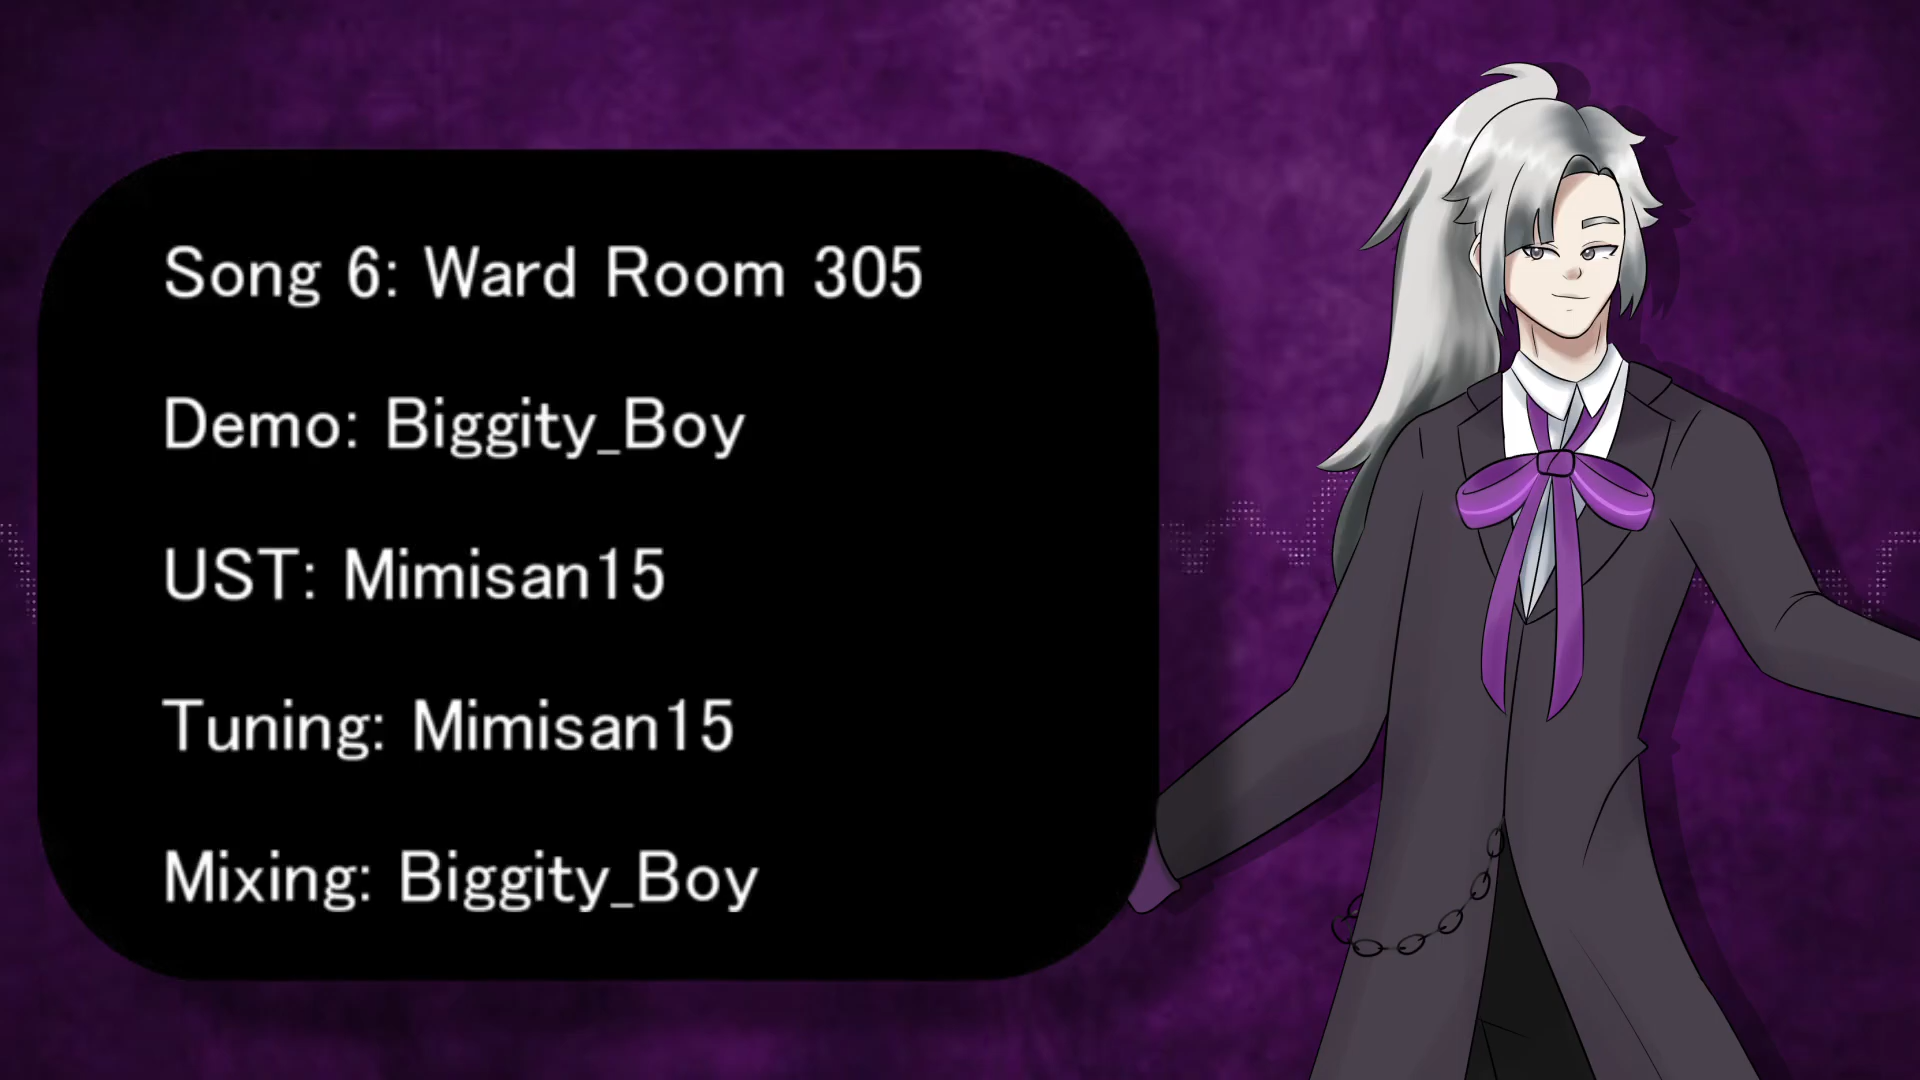 Song 6: Ward Room 305
Demo: Biggity_Boy
UST: Mimisan15
Tuning: Mimisan15
Mixing: Biggity_Boy